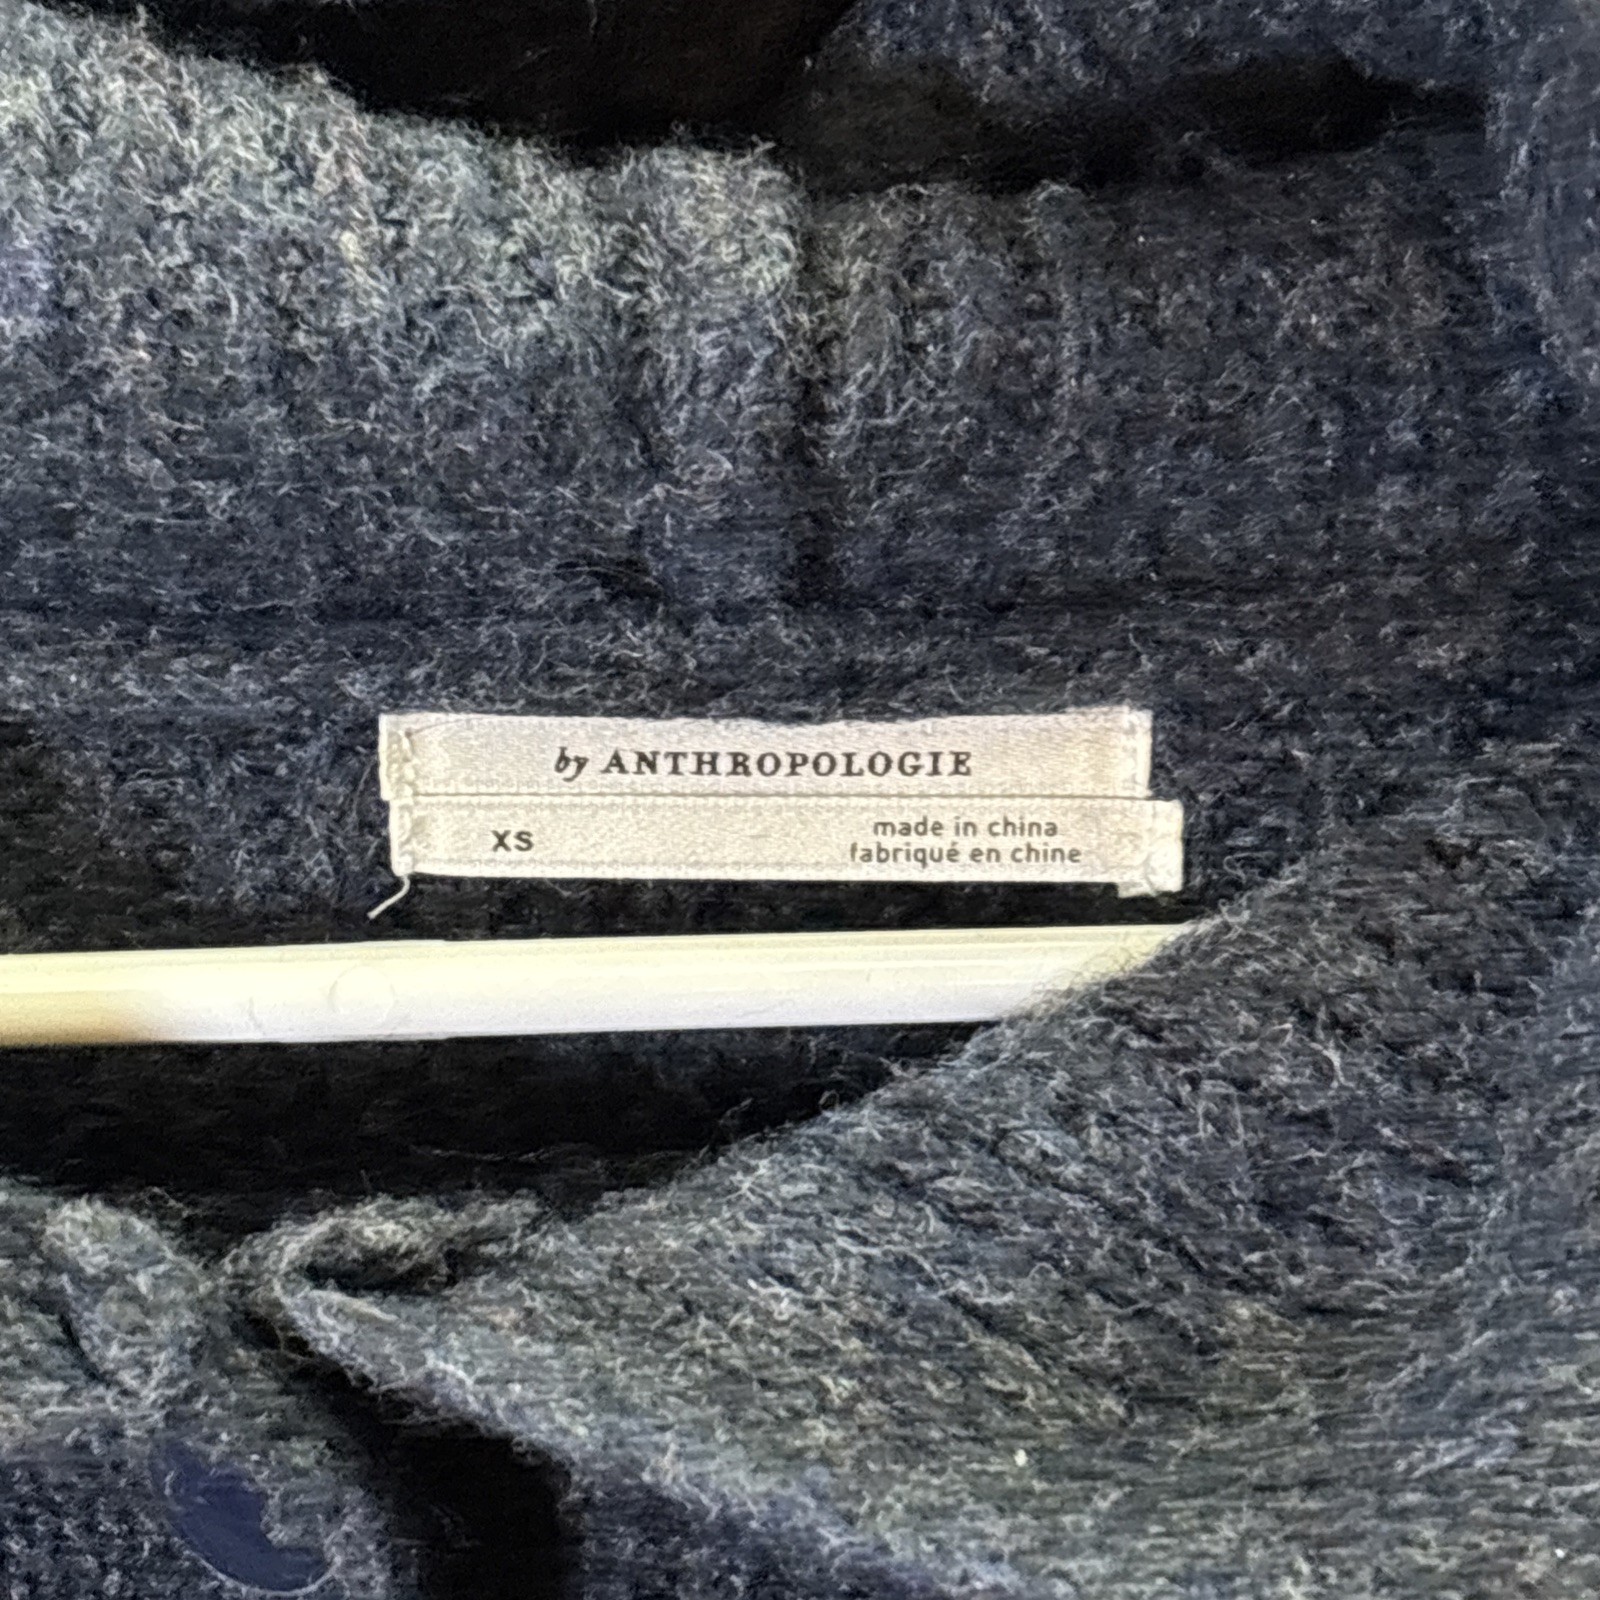 by ANTHROPOLOGIE
XS
made in china
fabriqué en chine